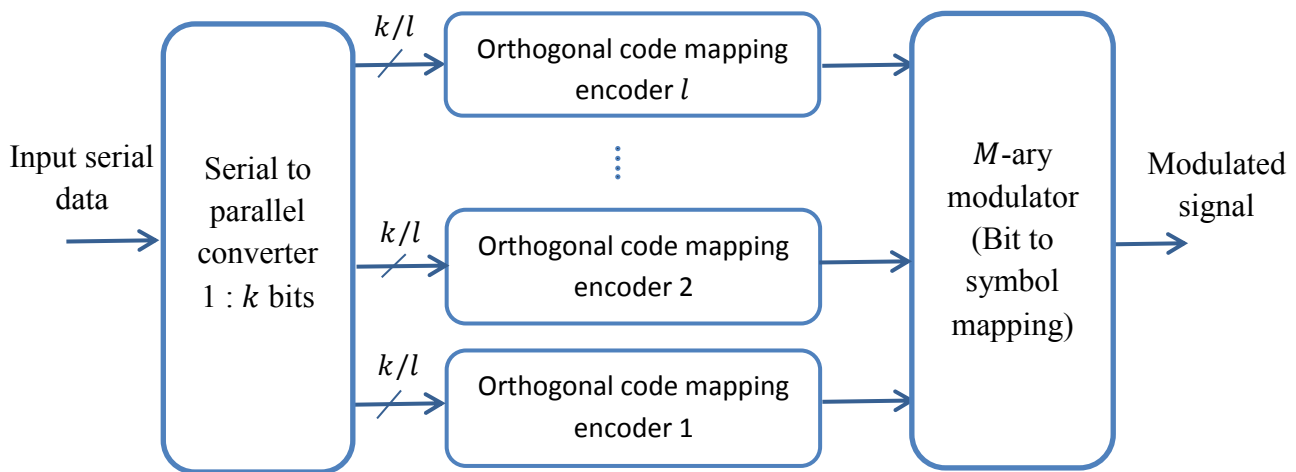 Input serial
data
Serial to
parallel
converter
1 : k bits
k/l
Orthogonal code mapping
encoder l
k/l
Orthogonal code mapping
encoder 2
k/l
Orthogonal code mapping
encoder 1
M-ary
modulator
(Bit to
symbol
mapping)
Modulated
signal